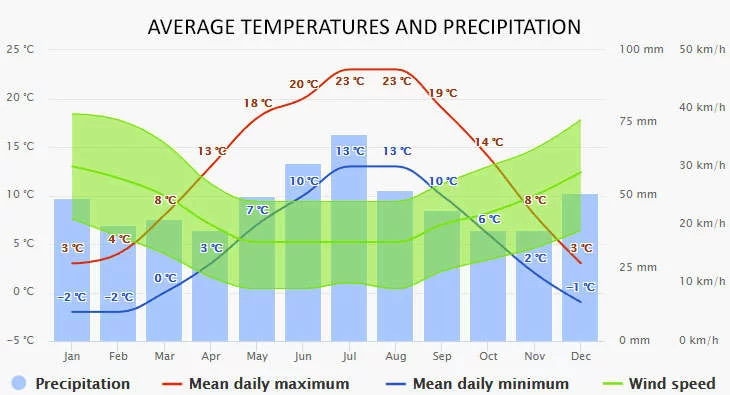 AVERAGE TEMPERATURES AND PRECIPITATION
25 °C 100 mm 50 km/h
20 °C 75 mm 40 km/h
15 °C 50 mm 30 km/h
10 °C 25 mm 20 km/h
5 °C 0 mm 10 km/h
0 °C 0 km/h
−5 °C
3 °C 4 °C 8 °C 13 °C 18 °C 20 °C 23 °C 23 °C 19 °C 14 °C 8 °C 3 °C
−2 °C −2 °C 0 °C 3 °C 7 °C 10 °C 13 °C 13 °C 10 °C 6 °C 2 °C −1 °C
Jan Feb Mar Apr May Jun Jul Aug Sep Oct Nov Dec
Precipitation Mean daily maximum Mean daily minimum Wind speed